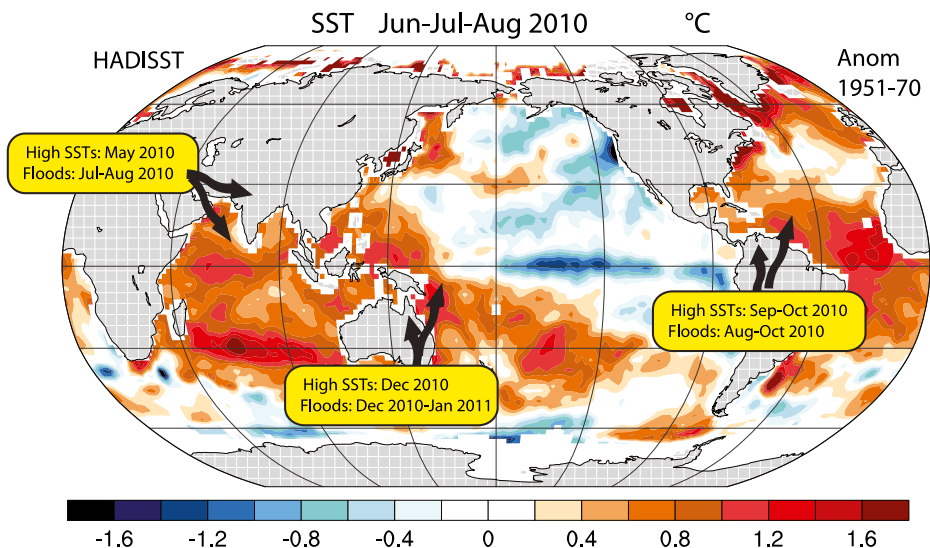 SST Jun-Jul-Aug 2010 °C
HADISST
Anom
1951-70
High SSTs: May 2010
Floods: Jul-Aug 2010
High SSTs: Sep-Oct 2010
Floods: Aug-Oct 2010
High SSTs: Dec 2010
Floods: Dec 2010-Jan 2011
-1.6 -1.2 -0.8 -0.4 0 0.4 0.8 1.2 1.6